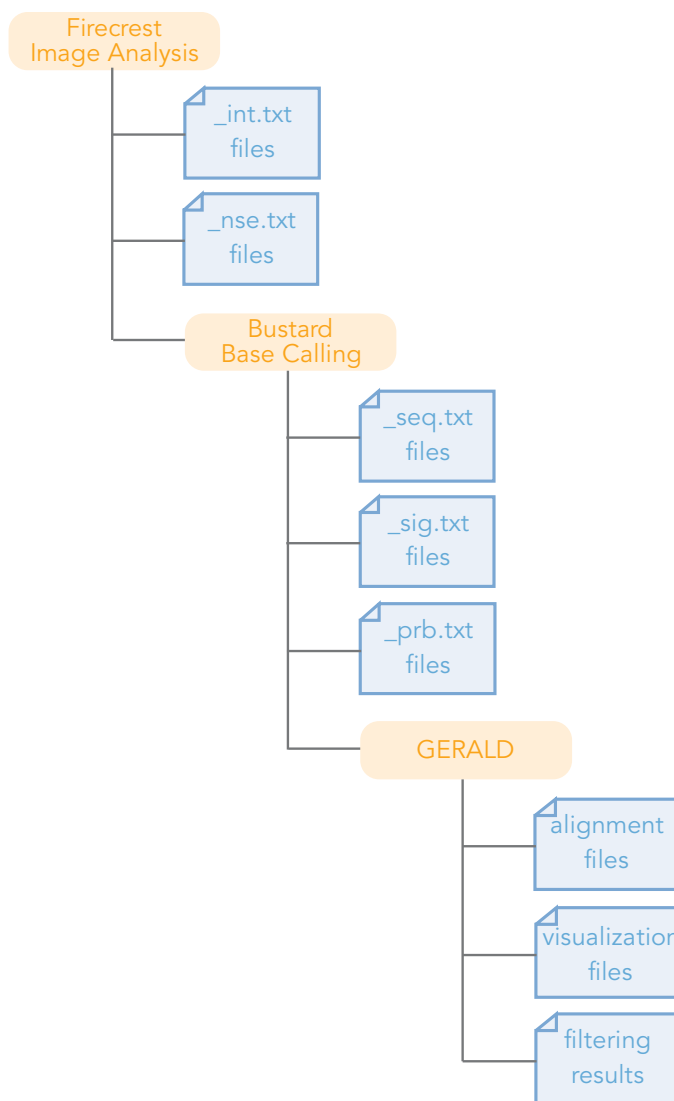 Firecrest
Image Analysis
_int.txt
files
_nse.txt
files
Bustard
Base Calling
_seq.txt
files
_sig.txt
files
_prb.txt
files
GERALD
alignment
files
visualization
files
filtering
results